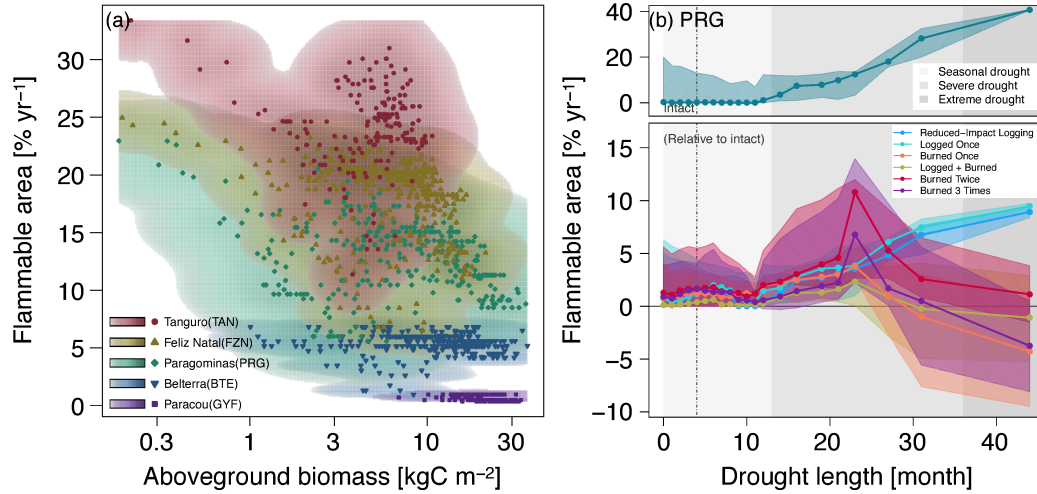 (a)
Flammable area [% yr⁻¹]
30
25
20
15
10
5
0
Tanguro(TAN)
Feliz Natal(FZN)
Paragominas(PRG)
Belterra(BTE)
Paracou(GYF)
0.3 1 3 10 30
Aboveground biomass [kgC m⁻²]
(b) PRG
40
20
0
Intact
Seasonal drought
Severe drought
Extreme drought
Flammable area [% yr⁻¹]
(Relative to intact)
Reduced−Impact Logging
Logged Once
Burned Once
Logged + Burned
Burned Twice
Burned 3 Times
15
10
5
0
−5
−10
0 10 20 30 40
Drought length [month]